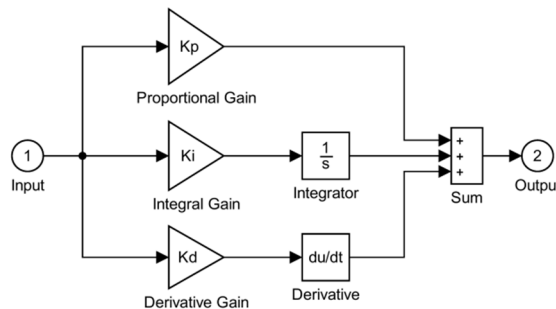 Kp
Proportional Gain
1
Input
Ki
Integral Gain
1
s
Integrator
+
+
+
Sum
2
Outpu
Kd
Derivative Gain
du/dt
Derivative